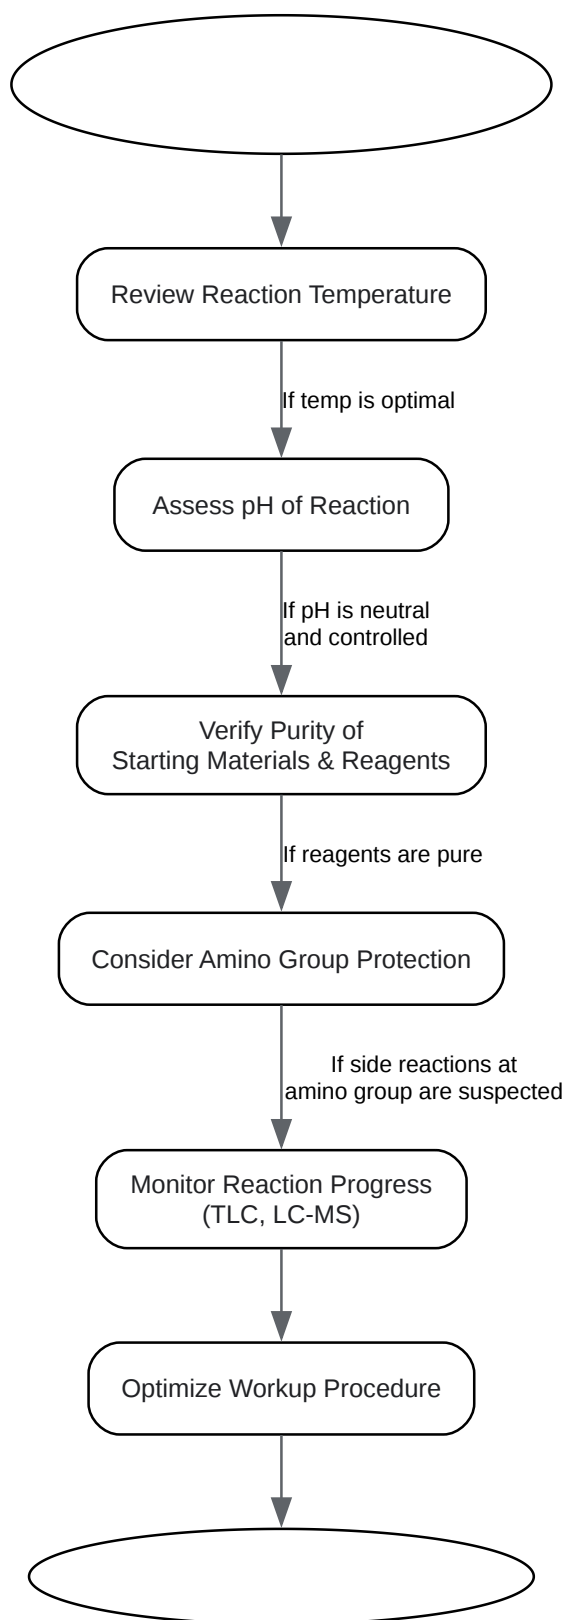 Review Reaction Temperature
If temp is optimal
Assess pH of Reaction
If pH is neutral
and controlled
Verify Purity of
Starting Materials & Reagents
If reagents are pure
Consider Amino Group Protection
If side reactions at
amino group are suspected
Monitor Reaction Progress
(TLC, LC-MS)
Optimize Workup Procedure